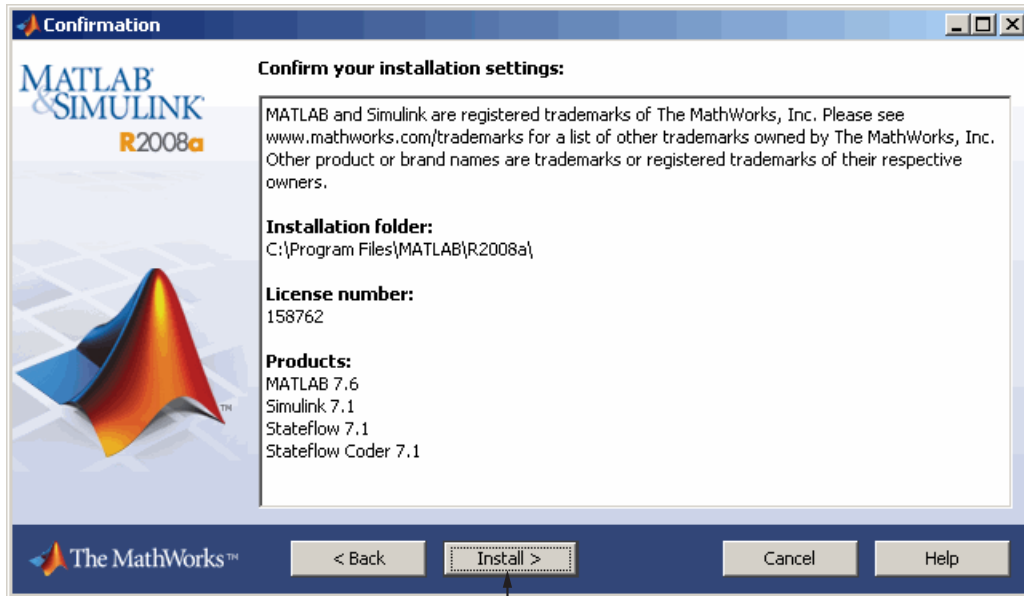 Confirmation
MATLAB®
&SIMULINK®
R2008a
Confirm your installation settings:
MATLAB and Simulink are registered trademarks of The MathWorks, Inc. Please see
www.mathworks.com/trademarks for a list of other trademarks owned by The MathWorks, Inc.
Other product or brand names are trademarks or registered trademarks of their respective
owners.
Installation folder:
C:\Program Files\MATLAB\R2008a\
License number:
158762
Products:
MATLAB 7.6
Simulink 7.1
Stateflow 7.1
Stateflow Coder 7.1
TM
The MathWorks™
< Back
Install >
Cancel
Help